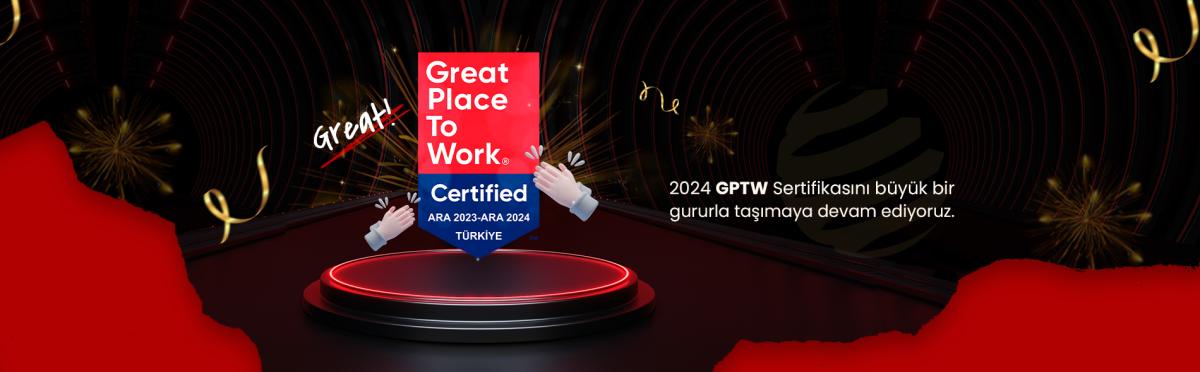 Great!
Great
Place
To
Work®
Certified
ARA 2023-ARA 2024
TÜRKİYE
2024 GPTW Sertifikasını büyük bir
gururla taşımaya devam ediyoruz.